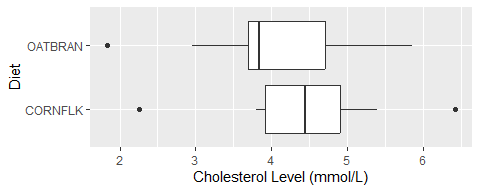 Diet
OATBRAN
CORNFLK
2 3 4 5 6
Cholesterol Level (mmol/L)